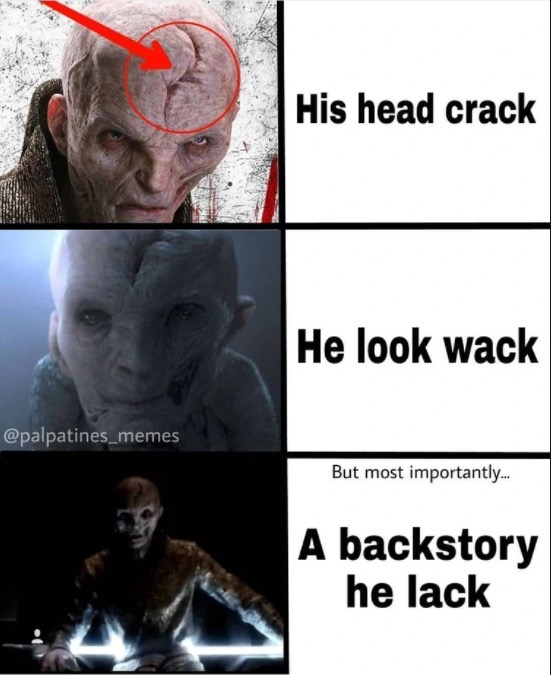 His head crack
He look wack
@palpatines_memes
But most importantly...
A backstory
he lack